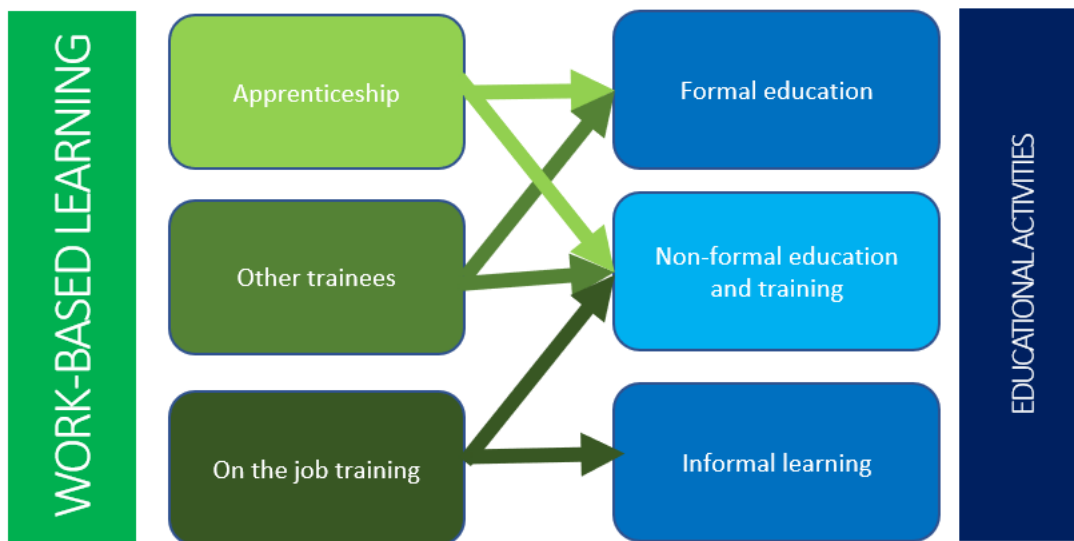 WORK-BASED LEARNING
Apprenticeship
Other trainees
On the job training
Formal education
Non-formal education
and training
Informal learning
EDUCATIONAL ACTIVITIES